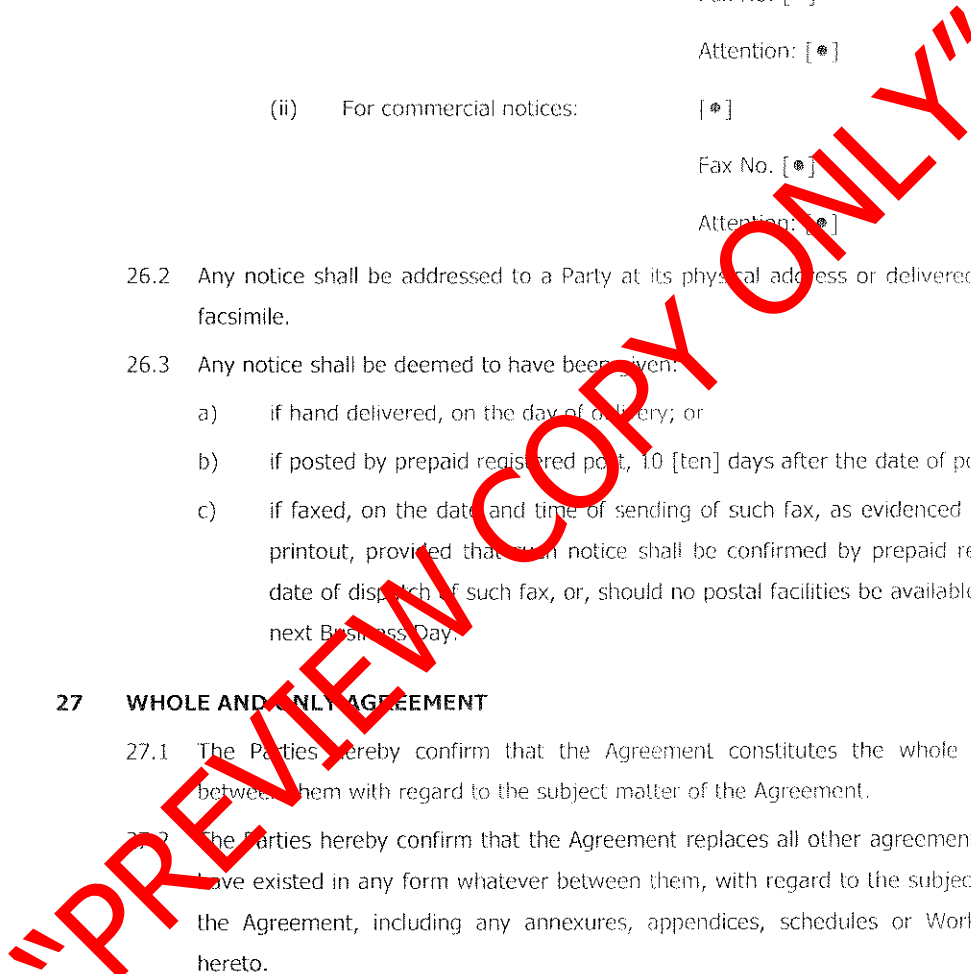 Attention: [●]
(ii) For commercial notices: [●]
Fax No. [●]
Attention: [●]
26.2 Any notice shall be addressed to a Party at its physical address or delivered
facsimile.
26.3 Any notice shall be deemed to have been given:
a) if hand delivered, on the day of delivery; or
b) if posted by prepaid registered post, 10 [ten] days after the date of
c) if faxed, on the date and time of sending of such fax, as evidenced
printout, provided that such notice shall be confirmed by prepaid
date of dispatch of such fax, or, should no postal facilities be available
next Business Day.
27 WHOLE AND ONLY AGREEMENT
27.1 The Parties hereby confirm that the Agreement constitutes the whole
between them with regard to the subject matter of the Agreement.
27.2 The Parties hereby confirm that the Agreement replaces all other
have existed in any form whatever between them, with regard to the
the Agreement, including any annexures, appendices, schedules or
hereto.
"PREVIEW COPY ONLY"